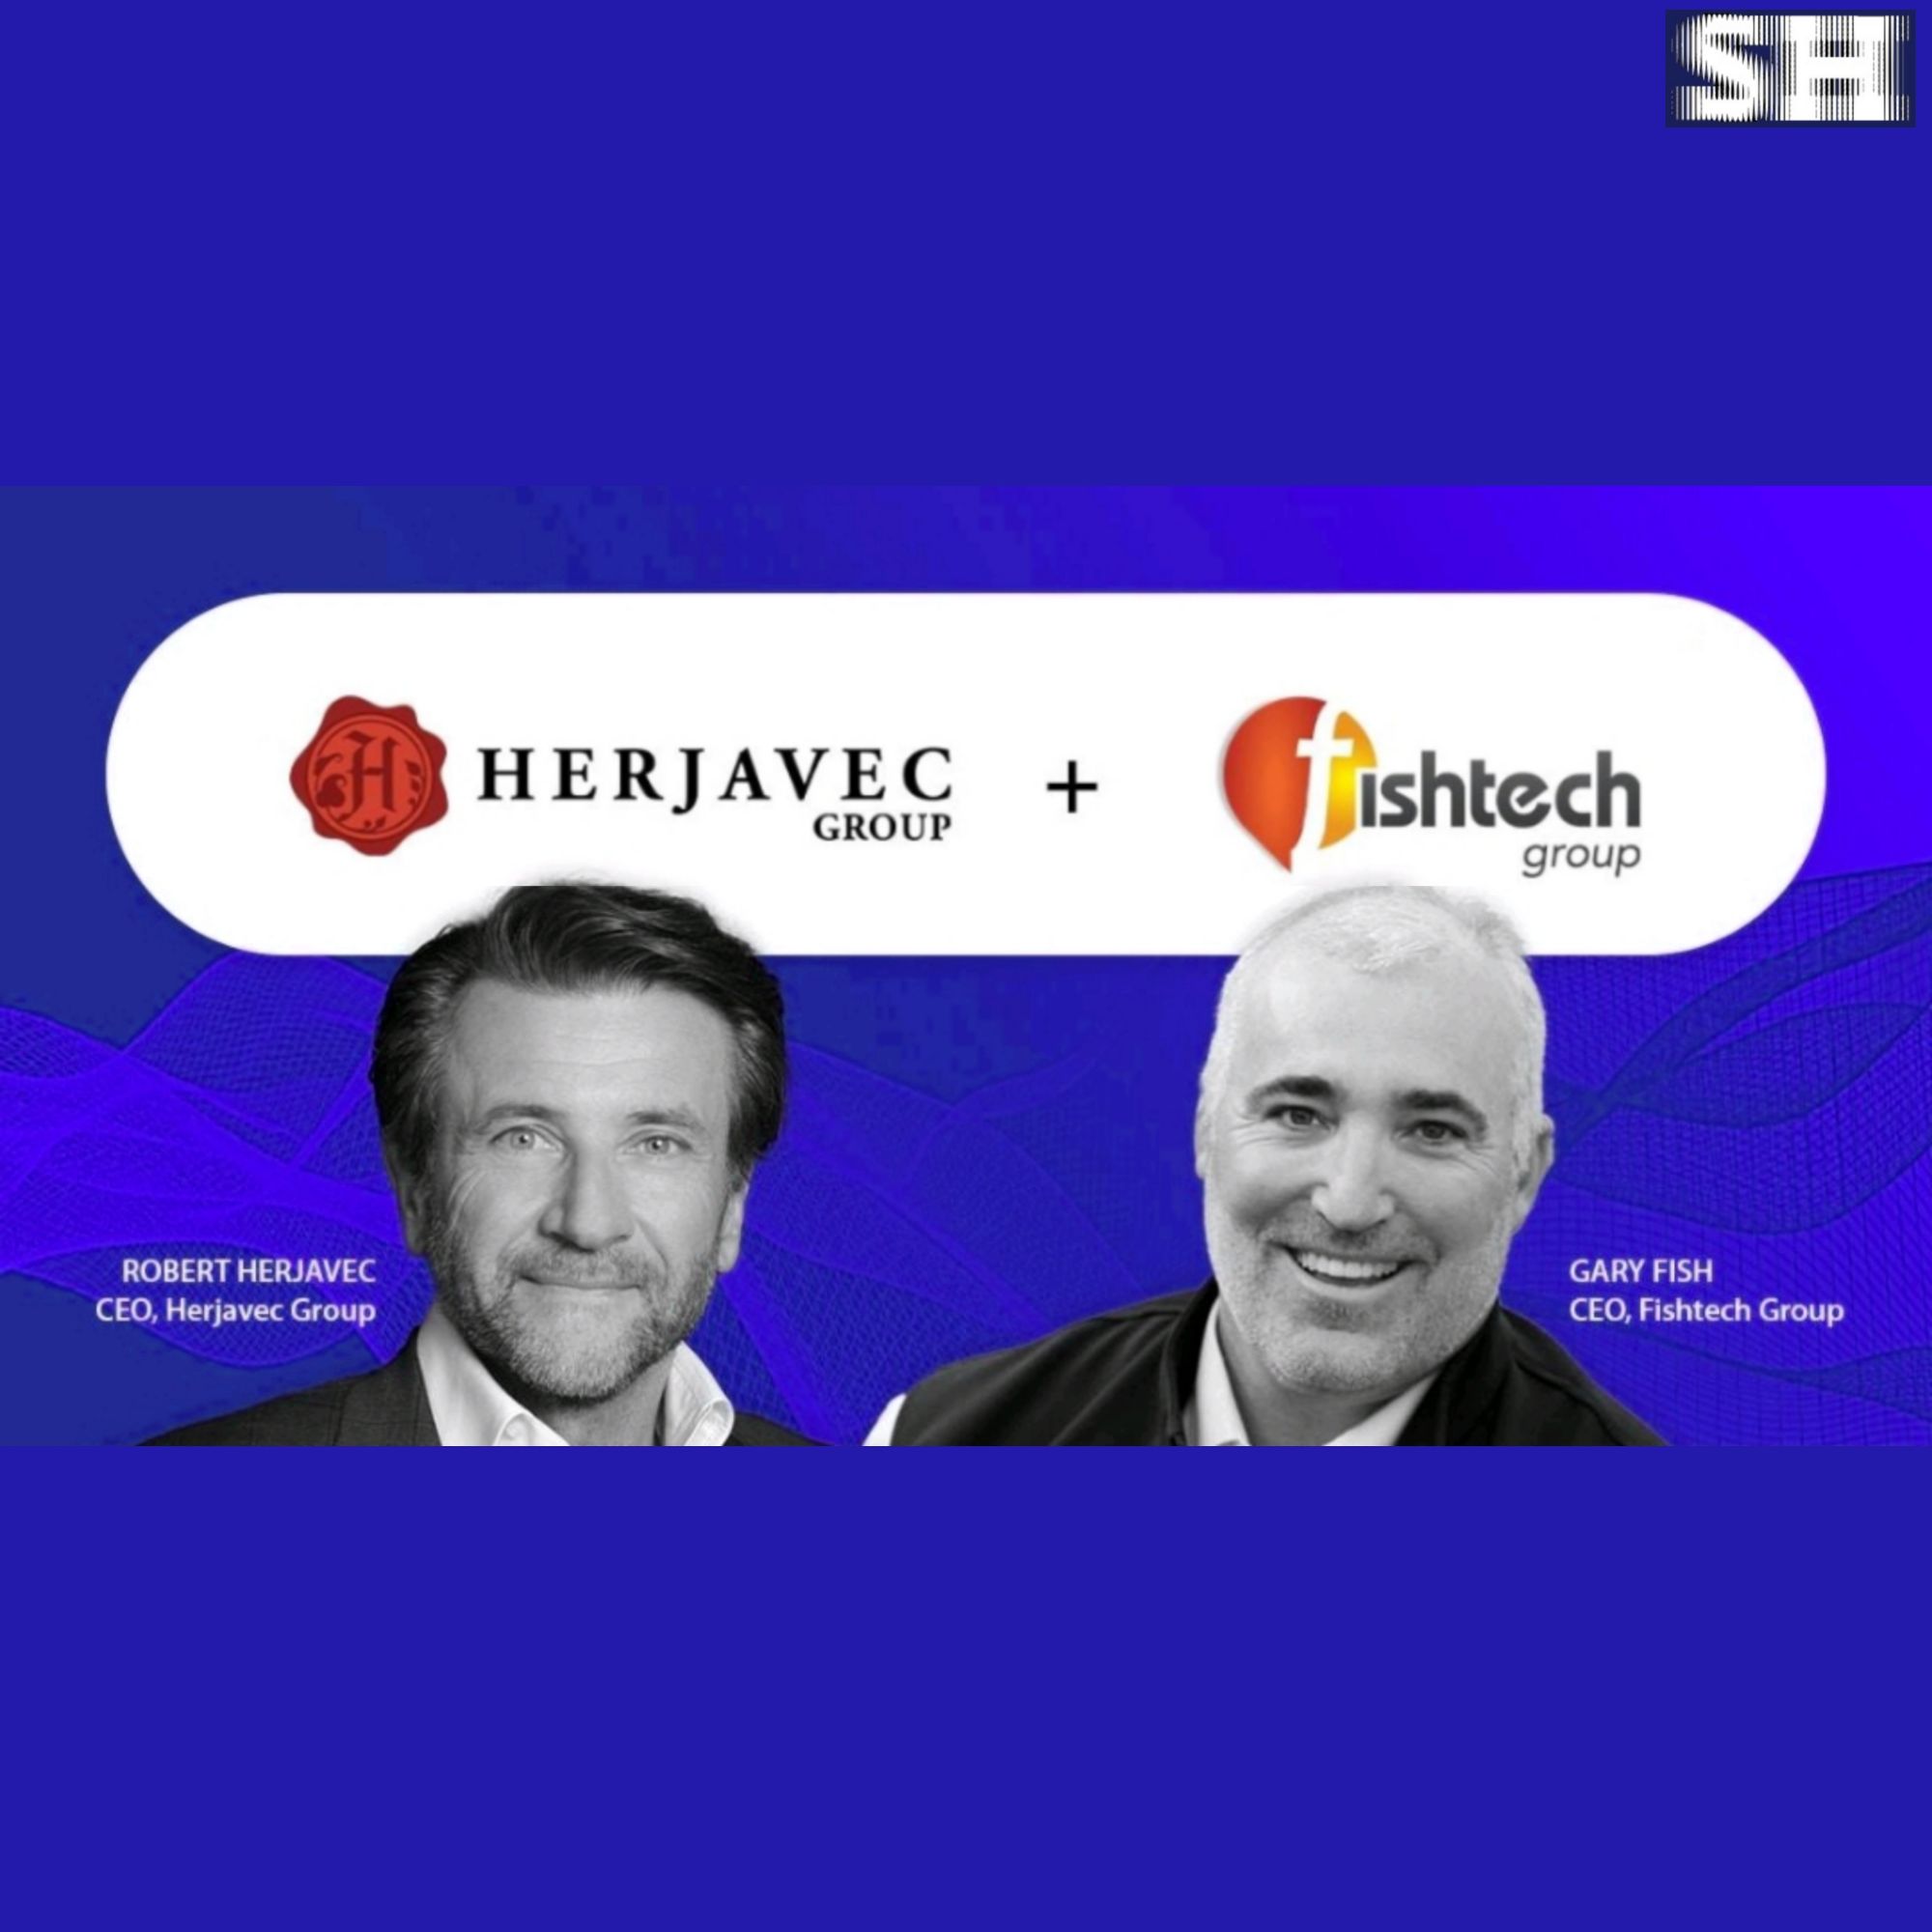 SH
HERJAVEC
GROUP
+
fishtech
group
ROBERT HERJAVEC
CEO, Herjavec Group
GARY FISH
CEO, Fishtech Group